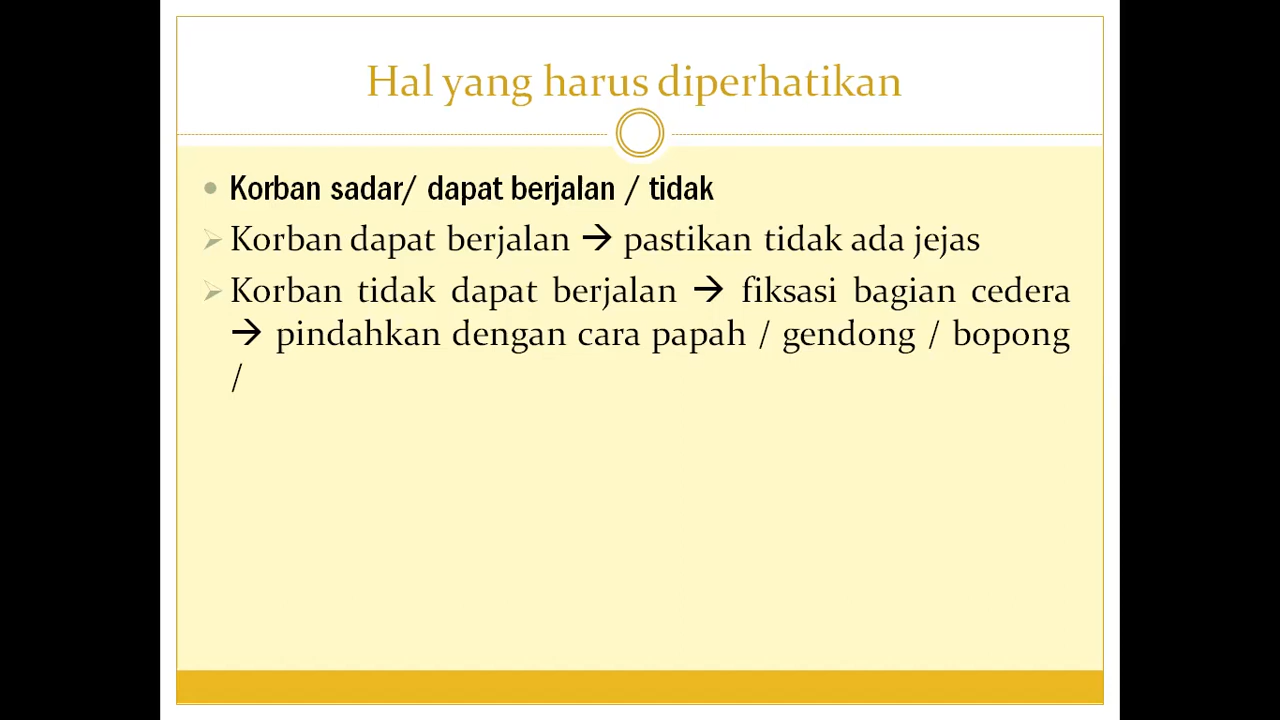 Hal yang harus diperhatikan
Korban sadar/ dapat berjalan / tidak
Korban dapat berjalan → pastikan tidak ada jejas
Korban tidak dapat berjalan → fiksasi bagian cedera
→ pindahkan dengan cara papah / gendong / bopong
/